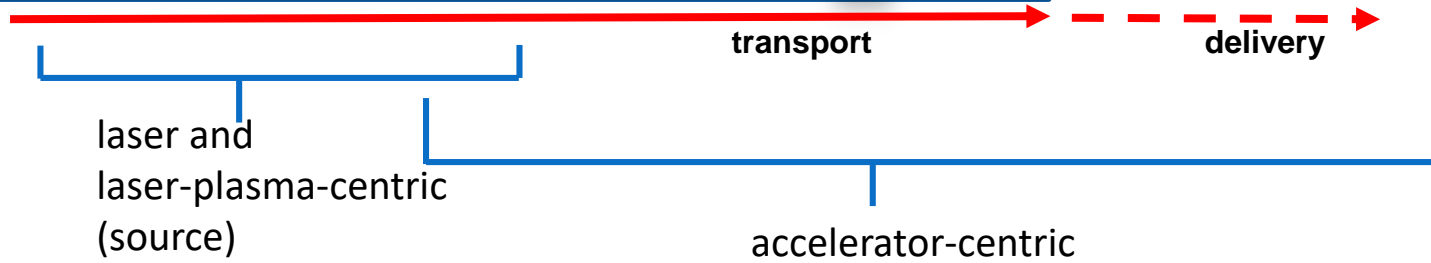 transport
delivery
laser and
laser-plasma-centric
(source)
accelerator-centric